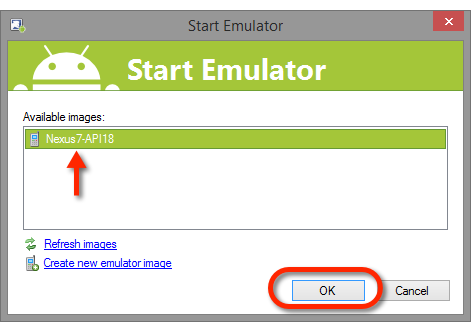 Start Emulator
Start Emulator
Available images:
Nexus7-API18
Refresh images
Create new emulator image
OK Cancel